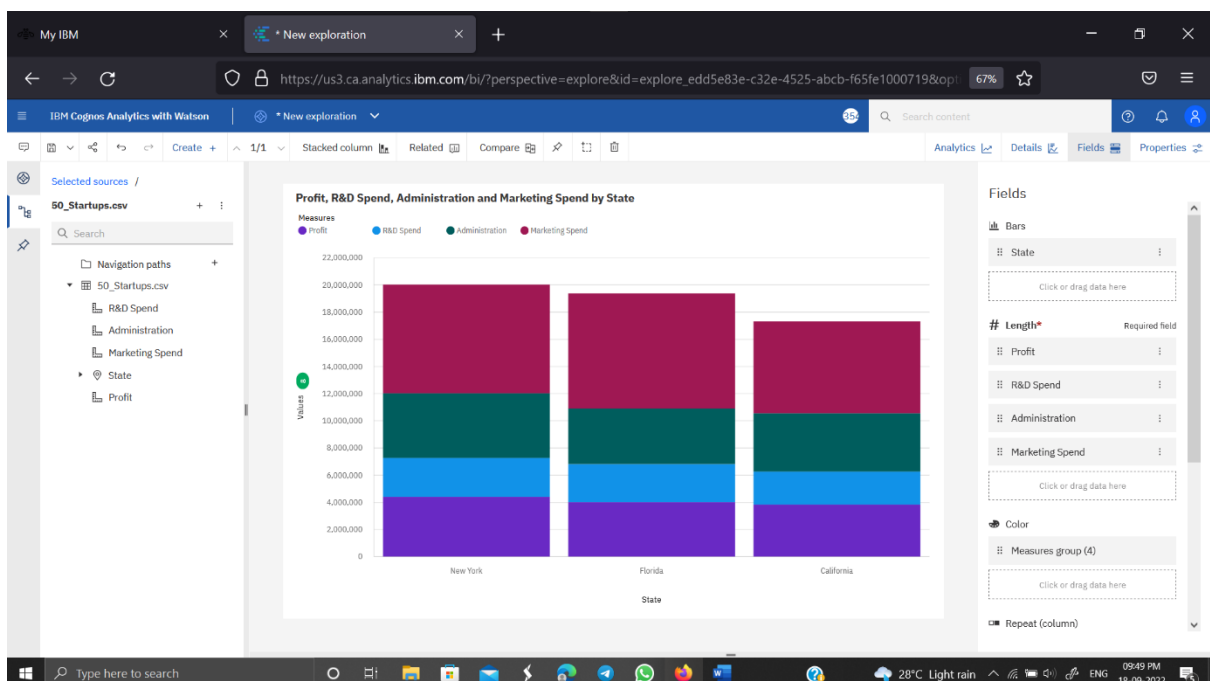 My IBM
* New exploration
https://us3.ca.analytics.ibm.com/bi/?perspective=explore&id=explore_edd5e83e-c32e-4525-abcb-f65fe1000719&opt
67%
IBM Cognos Analytics with Watson
* New exploration
Search content
Create +
1/1
Stacked column
Related
Compare
Analytics
Details
Fields
Properties
Selected sources /
50_Startups.csv
Search
Navigation paths
50_Startups.csv
R&D Spend
Administration
Marketing Spend
State
Profit
Profit, R&D Spend, Administration and Marketing Spend by State
Measures
Profit R&D Spend Administration Marketing Spend
22,000,000
20,000,000
18,000,000
16,000,000
14,000,000
12,000,000
10,000,000
8,000,000
6,000,000
4,000,000
2,000,000
0
Values
New York Florida California
State
Fields
Bars
State
Click or drag data here
# Length* Required field
Profit
R&D Spend
Administration
Marketing Spend
Click or drag data here
Color
Measures group (4)
Click or drag data here
Repeat (column)
Type here to search
28°C Light rain
ENG
09:49 PM
18-09-2022